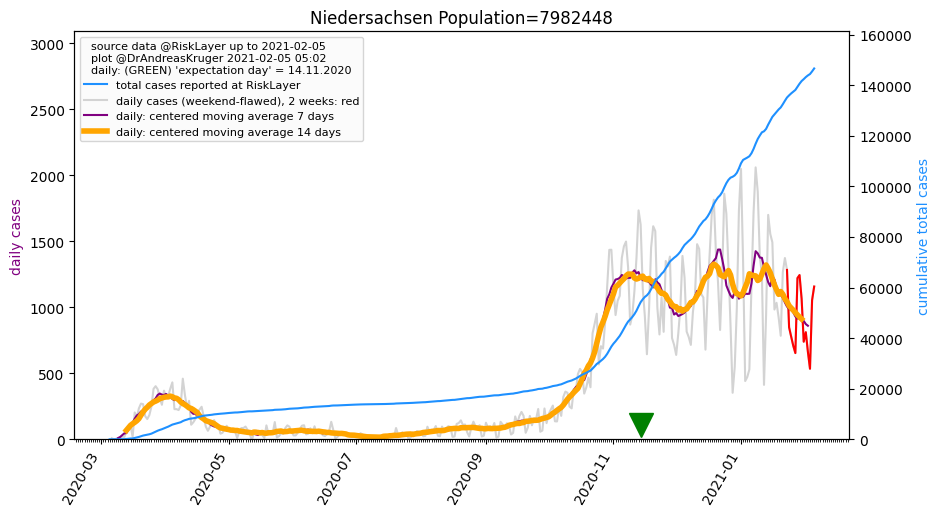 Niedersachsen Population=7982448
source data @RiskLayer up to 2021-02-05
plot @DrAndreasKruger 2021-02-05 05:02
daily: (GREEN) 'expectation day' = 14.11.2020
total cases reported at RiskLayer
daily cases (weekend-flawed), 2 weeks: red
daily: centered moving average 7 days
daily: centered moving average 14 days
daily cases
3000
2500
2000
1500
1000
500
0
160000
140000
120000
100000
80000
60000
40000
20000
0
cumulative total cases
2020-03
2020-05
2020-07
2020-09
2020-11
2021-01